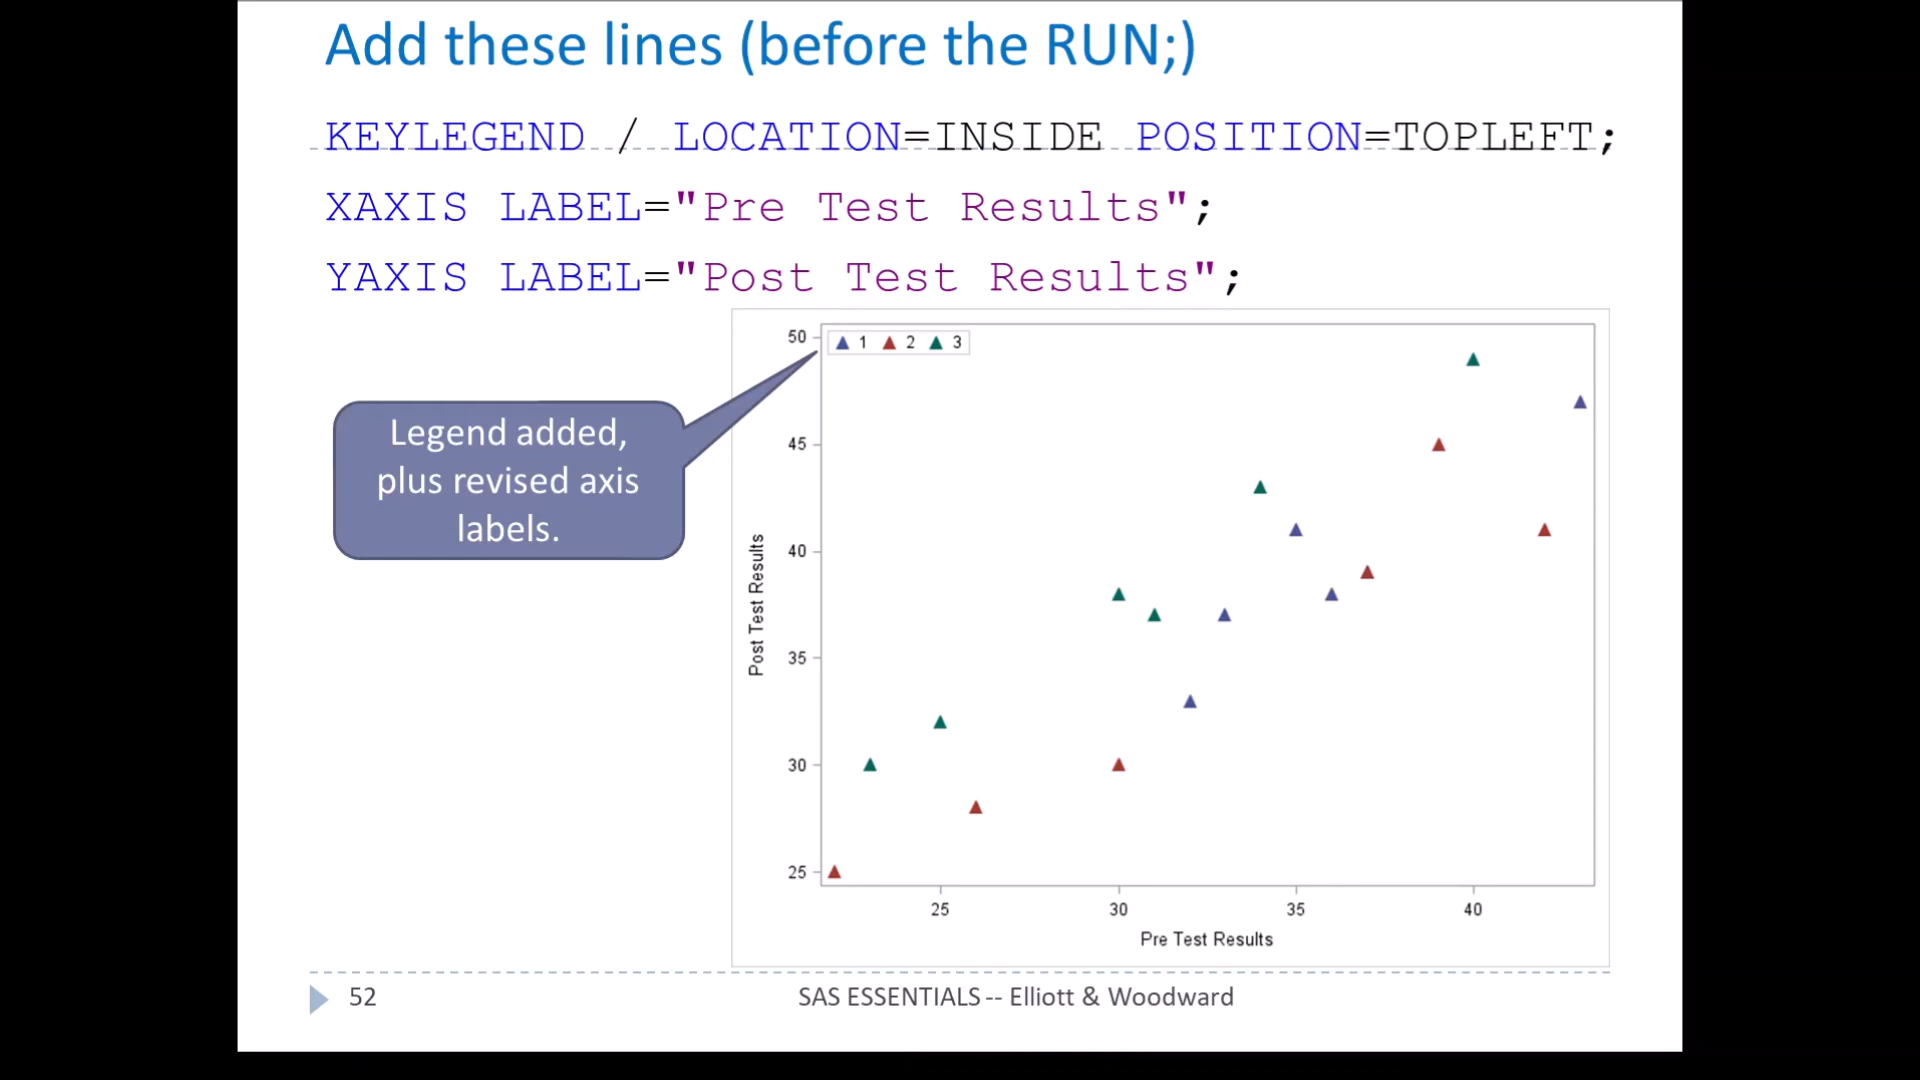 Add these lines (before the RUN;)
KEYLEGEND / LOCATION=INSIDE POSITION=TOPLEFT;
XAXIS LABEL="Pre Test Results";
YAXIS LABEL="Post Test Results";
Legend added,
plus revised axis
labels.
1 2 3
50
45
40
35
30
25
Post Test Results
25 30 35 40
Pre Test Results
52
SAS ESSENTIALS -- Elliott & Woodward